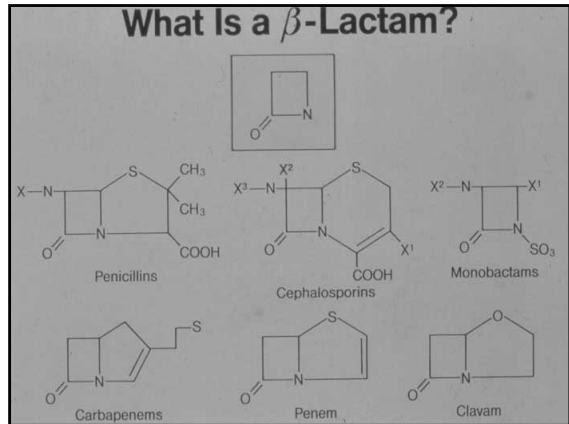 What Is a β-Lactam?
O N
X—N S CH₃ CH₃ O N COOH
Penicillins
X³—N X² S O N X¹ COOH
Cephalosporins
X²—N X¹ O N SO₃
Monobactams
O N S
Carbapenems
S O N
Penem
O O N
Clavam